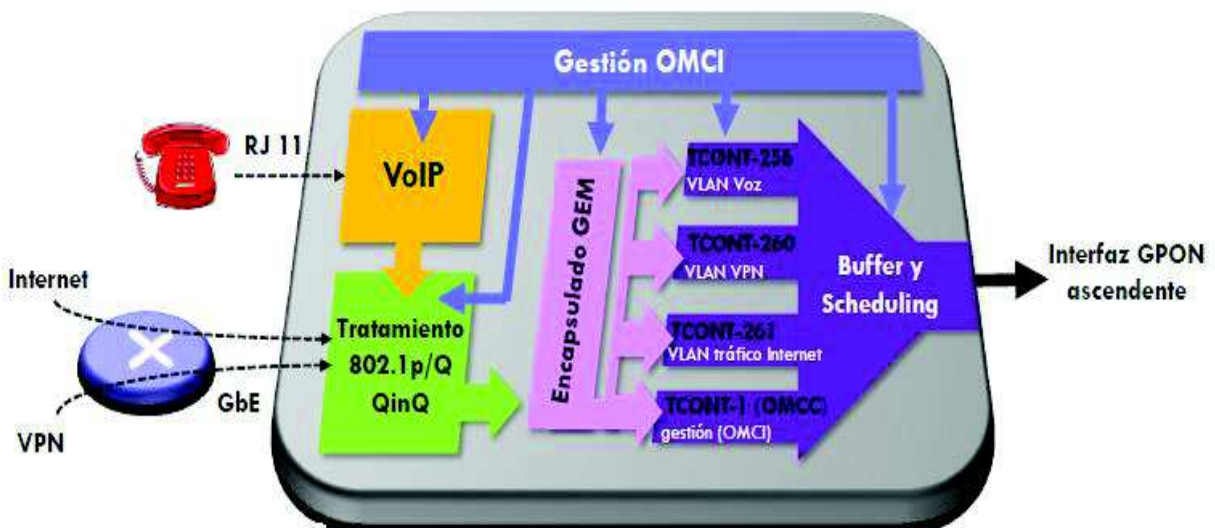 Gestión OMCI
RJ 11
VoIP
Internet
VPN
GbE
Tratamiento
802.1p/Q
QinQ
Encapsulado GEM
TCONT-256
VLAN Voz
TCONT-260
VLAN VPN
TCONT-261
VLAN tráfico Internet
TCONT-1 (OMCC)
gestión (OMCI)
Buffer y
Scheduling
Interfaz GPON
ascendente